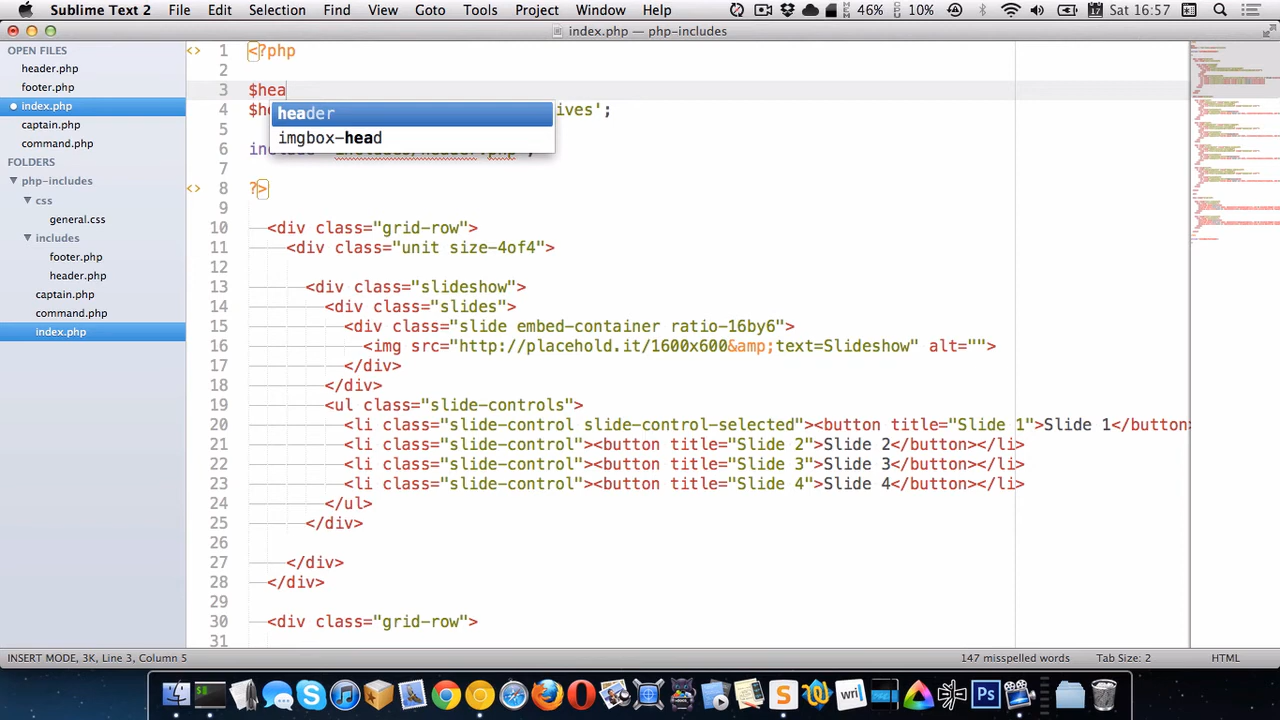 Sublime Text 2 File Edit Selection Find View Goto Tools Project Window Help 46% 10% Sat 16:57
index.php — php-includes
OPEN FILES
header.php
footer.php
index.php
captain.php
command.php
FOLDERS
php-includes
css
general.css
includes
footer.php
header.php
captain.php
command.php
index.php
1 <?php
2
3 $hea
header
imgbox-head
4 ives';
5
6
7
8 ?>
9
10 <div class="grid-row">
11 <div class="unit size-4of4">
12
13 <div class="slideshow">
14 <div class="slides">
15 <div class="slide embed-container ratio-16by6">
16 <img src="http://placehold.it/1600x600&amp;text=Slideshow" alt="">
17 </div>
18 </div>
19 <ul class="slide-controls">
20 <li class="slide-control slide-control-selected"><button title="Slide 1">Slide 1</button>
21 <li class="slide-control"><button title="Slide 2">Slide 2</button></li>
22 <li class="slide-control"><button title="Slide 3">Slide 3</button></li>
23 <li class="slide-control"><button title="Slide 4">Slide 4</button></li>
24 </ul>
25 </div>
26
27 </div>
28 </div>
29
30 <div class="grid-row">
31
INSERT MODE, 3K, Line 3, Column 5 147 misspelled words Tab Size: 2 HTML
wri
Ps